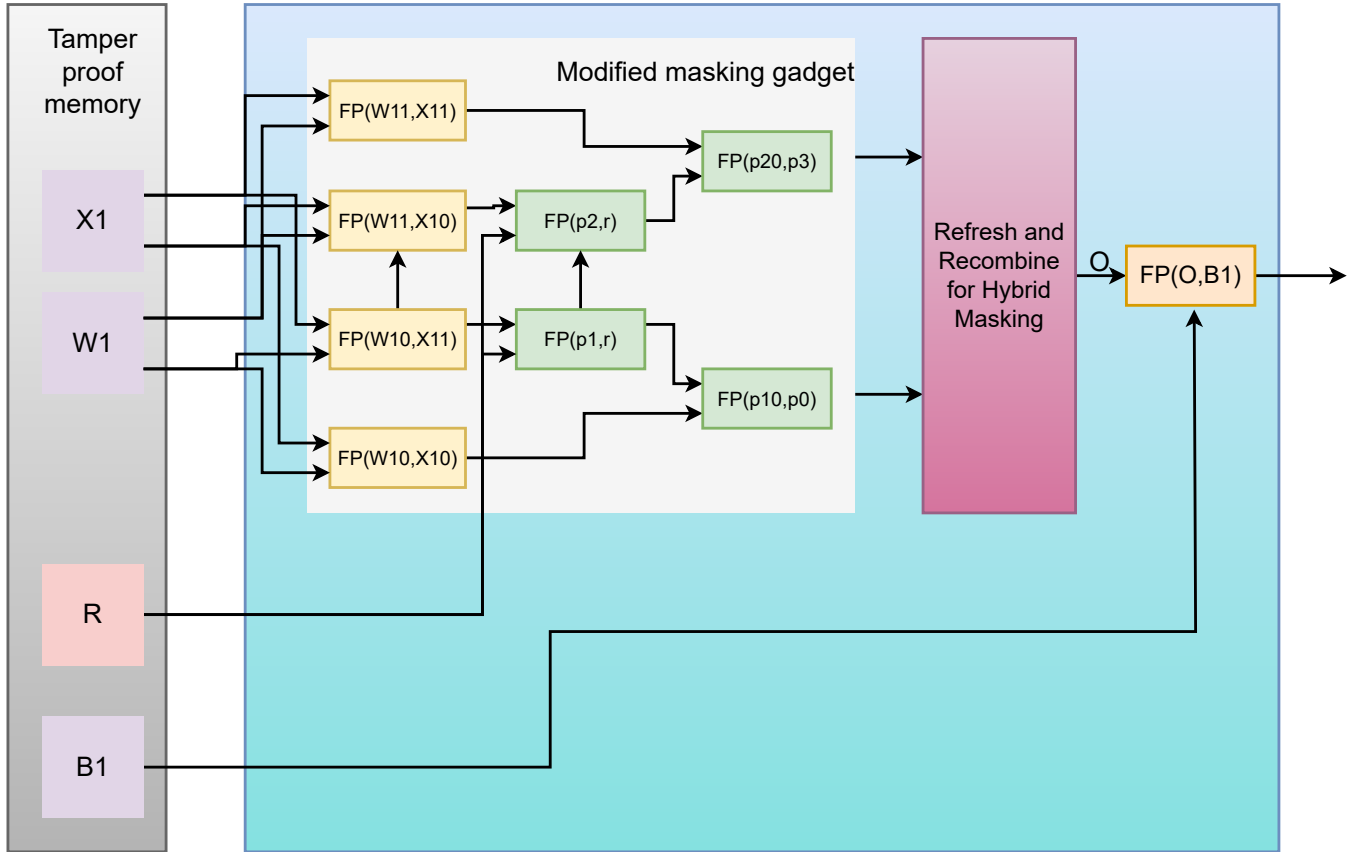 Tamper
proof
memory
X1
W1
R
B1
Modified masking gadget
FP(W11,X11)
FP(W11,X10)
FP(W10,X11)
FP(W10,X10)
FP(p2,r)
FP(p1,r)
FP(p20,p3)
FP(p10,p0)
Refresh and
Recombine
for Hybrid
Masking
O
FP(O,B1)